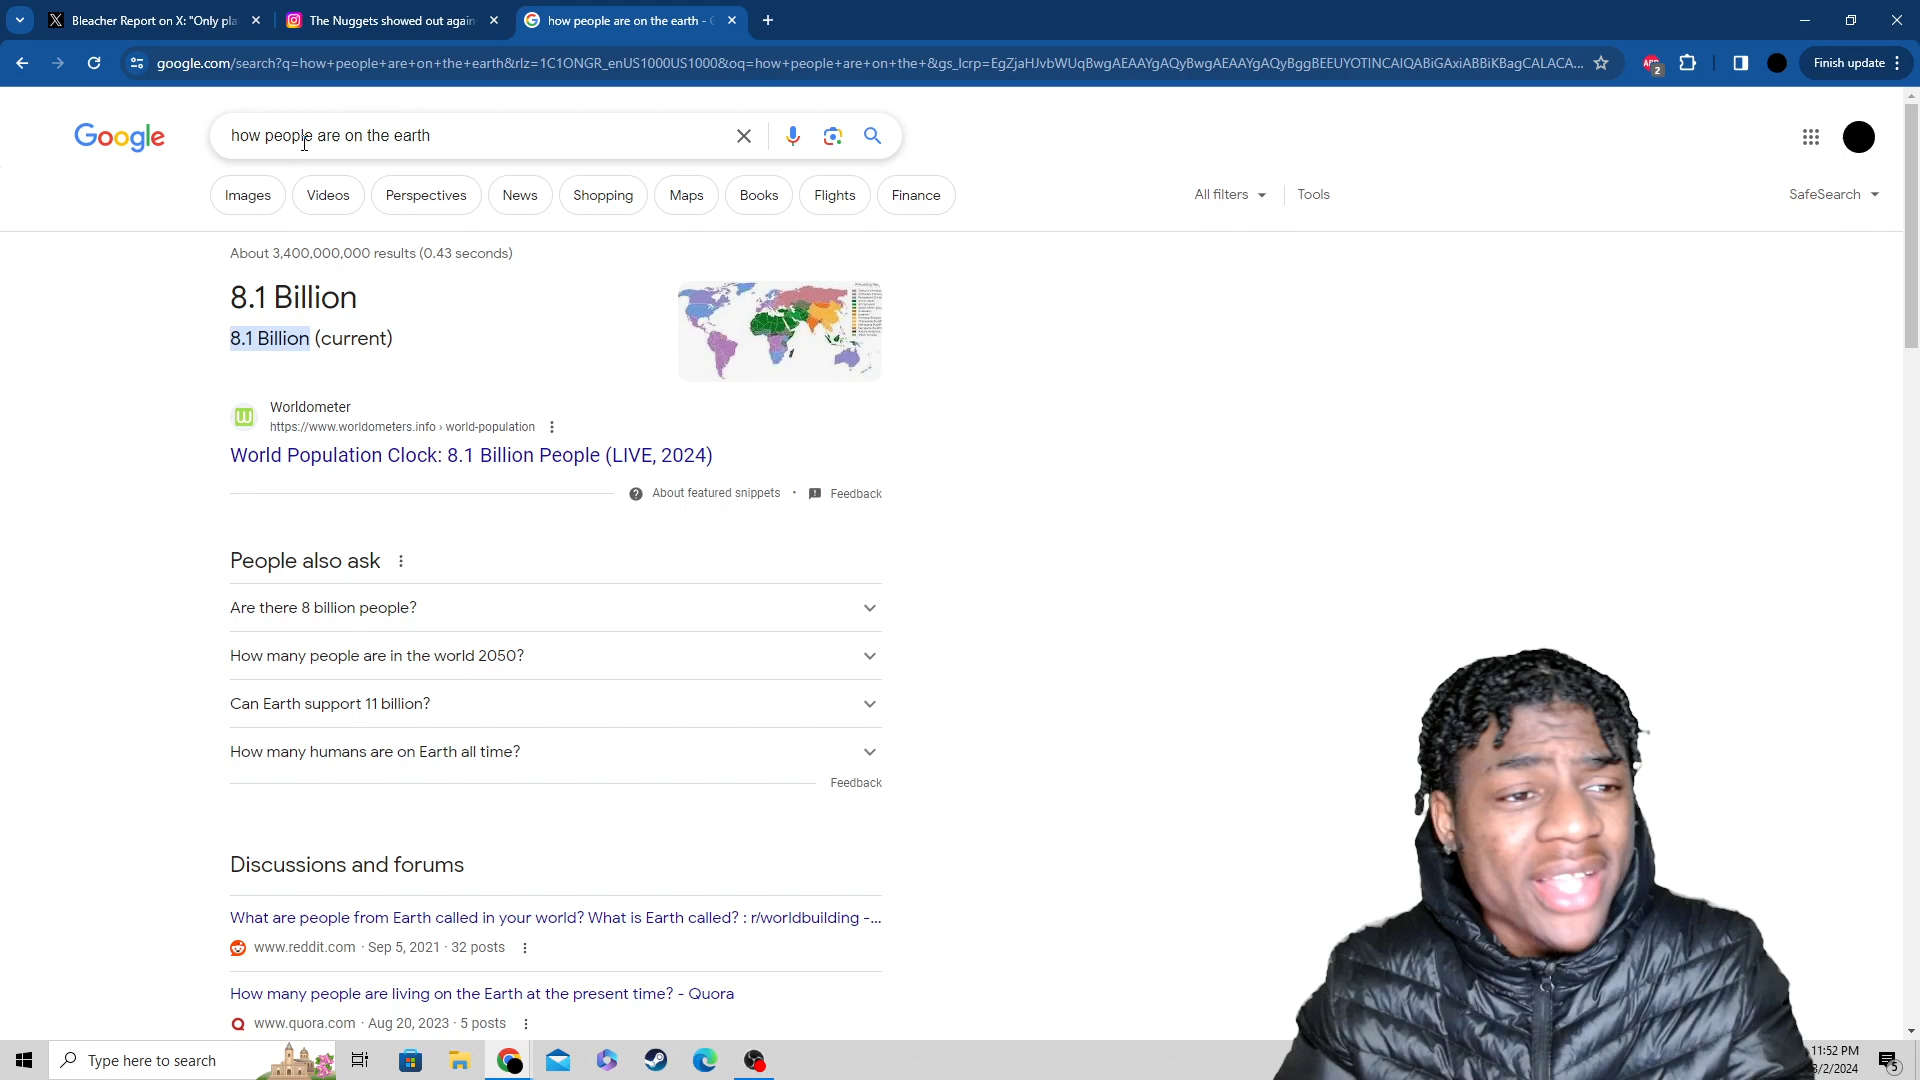 Bleacher Report on X: "Only pla
The Nuggets showed out again
how people are on the earth -
google.com/search?q=how+people+are+on+the+earth&rlz=1C1ONGR_enUS1000US1000&oq=how+people+are+on+the+&gs_lcrp=EgZjaHJvbWUqBwgAEAAYgAQyBwgAEAAYgAQyBggBEEUYOTINCAIQABiGAxiABBiKBagCALACA...
2
Finish update
Google
how people are on the earth
Images
Videos
Perspectives
News
Shopping
Maps
Books
Flights
Finance
All filters
Tools
SafeSearch
About 3,400,000,000 results (0.43 seconds)
8.1 Billion
8.1 Billion (current)
Worldometer
https://www.worldometers.info › world-population
World Population Clock: 8.1 Billion People (LIVE, 2024)
About featured snippets • Feedback
People also ask
Are there 8 billion people?
How many people are in the world 2050?
Can Earth support 11 billion?
How many humans are on Earth all time?
Feedback
Discussions and forums
What are people from Earth called in your world? What is Earth called? : r/worldbuilding -...
www.reddit.com · Sep 5, 2021 · 32 posts
How many people are living on the Earth at the present time? - Quora
www.quora.com · Aug 20, 2023 · 5 posts
Type here to search
11:52 PM
/2/2024
5